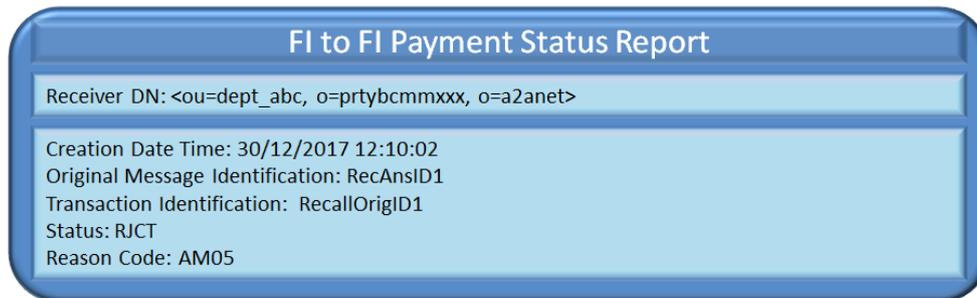 FI to FI Payment Status Report
Receiver DN: <ou=dept_abc, o=prtybcmmxxx, o=a2anet>
Creation Date Time: 30/12/2017 12:10:02
Original Message Identification: RecAnsID1
Transaction Identification:  RecallOrigID1
Status: RJCT
Reason Code: AM05